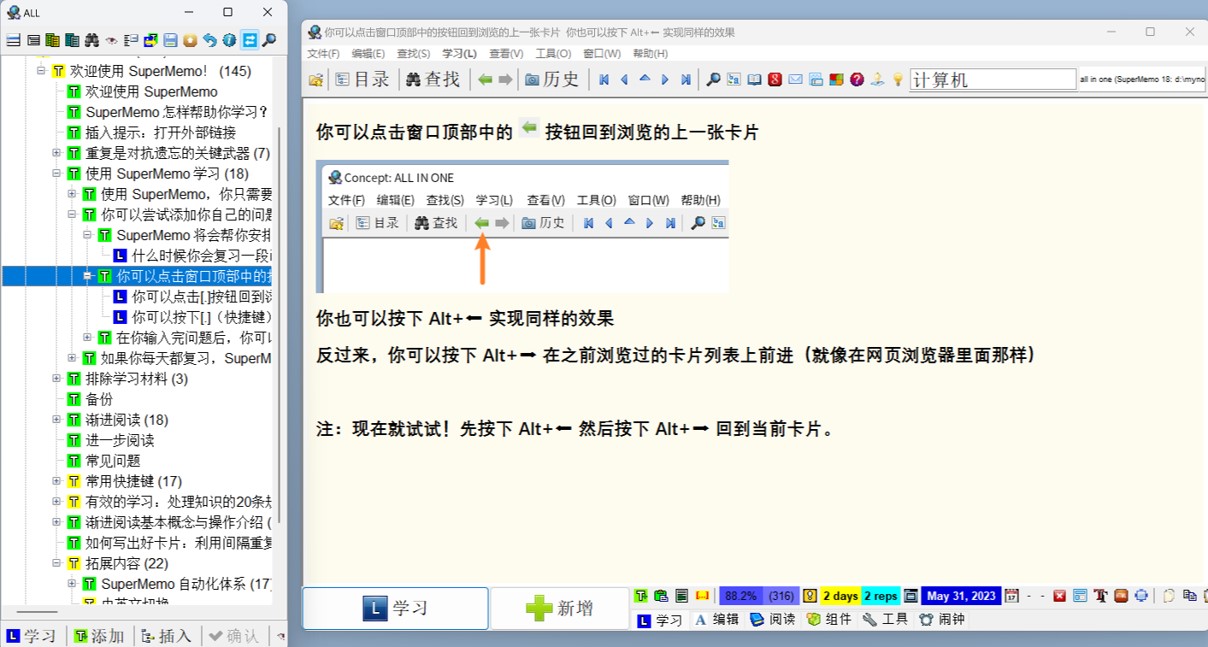 ALL
欢迎使用 SuperMemo! (145)
欢迎使用 SuperMemo
SuperMemo 怎样帮助你学习?
插入提示：打开外部链接
重复是对抗遗忘的关键武器 (7)
使用 SuperMemo 学习 (18)
使用 SuperMemo，你只需要
你可以尝试添加你自己的问题
SuperMemo 将会帮你安排
什么时候你会复习一段
你可以点击窗口顶部中的
你可以点击[.]按钮回到
你可以按下[.]（快捷键）
在你输入完问题后，你可以
如果你每天都复习，SuperM
排除学习材料 (3)
备份
渐进阅读 (18)
进一步阅读
常见问题
常用快捷键 (17)
有效的学习：处理知识的20条规
渐进阅读基本概念与操作介绍 (
如何写出好卡片：利用间隔重复
拓展内容 (22)
SuperMemo 自动化体系 (17)
中英文切换
学习 添加 插入 确认
你可以点击窗口顶部中的按钮回到浏览的上一张卡片 你也可以按下 Alt+← 实现同样的效果
文件(F) 编辑(E) 查找(S) 学习(L) 查看(V) 工具(O) 窗口(W) 帮助(H)
目录 查找 历史 计算机 all in one (SuperMemo 18: d:\myno
你可以点击窗口顶部中的 按钮回到浏览的上一张卡片
Concept: ALL IN ONE
文件(F) 编辑(E) 查找(S) 学习(L) 查看(V) 工具(O) 窗口(W) 帮助(H)
目录 查找 历史
你也可以按下 Alt+← 实现同样的效果
反过来，你可以按下 Alt+→ 在之前浏览过的卡片列表上前进（就像在网页浏览器里面那样）
注：现在就试试！先按下 Alt+← 然后按下 Alt+→ 回到当前卡片。
L 学习 新增
88.2% (316) 2 days 2 reps May 31, 2023 17 - -
学习 编辑 阅读 组件 工具 闹钟